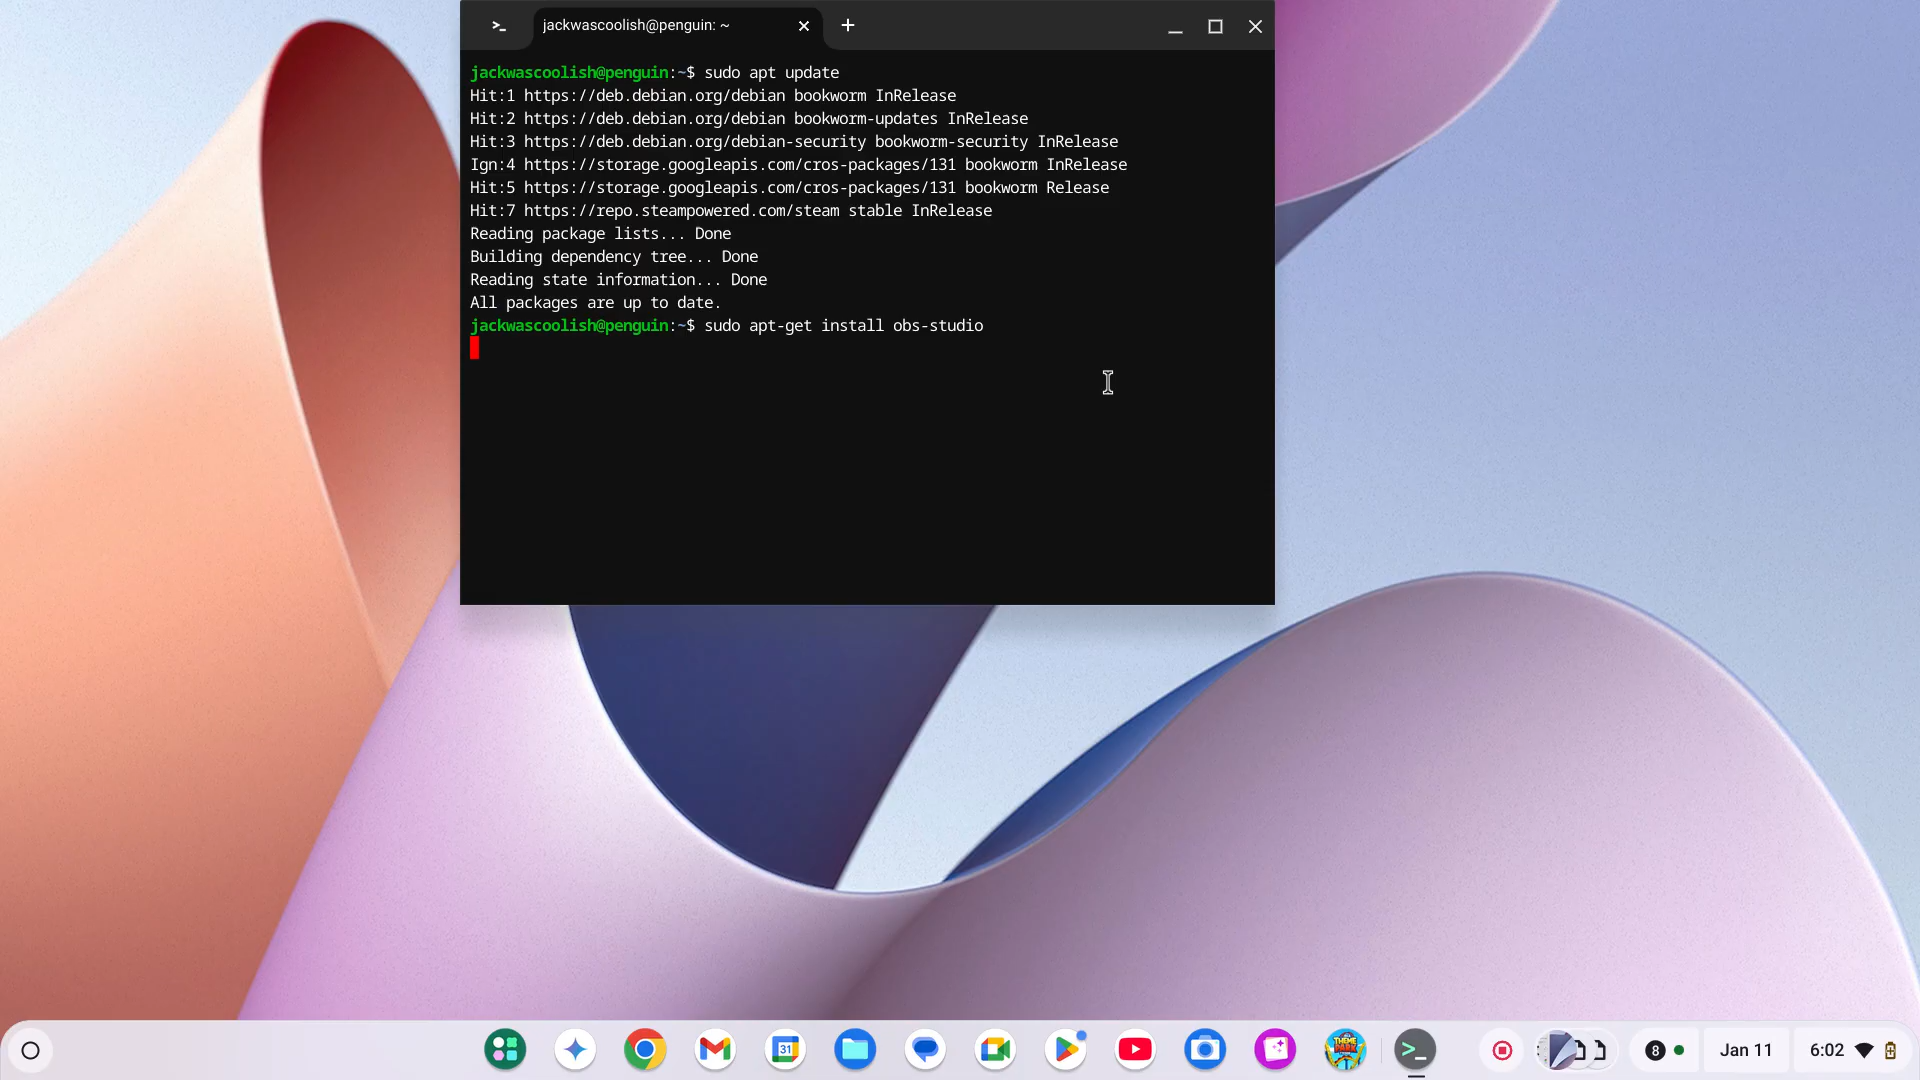 jackwascoolish@penguin: ~
jackwascoolish@penguin:~$ sudo apt update
Hit:1 https://deb.debian.org/debian bookworm InRelease
Hit:2 https://deb.debian.org/debian bookworm-updates InRelease
Hit:3 https://deb.debian.org/debian-security bookworm-security InRelease
Ign:4 https://storage.googleapis.com/cros-packages/131 bookworm InRelease
Hit:5 https://storage.googleapis.com/cros-packages/131 bookworm Release
Hit:7 https://repo.steampowered.com/steam stable InRelease
Reading package lists... Done
Building dependency tree... Done
Reading state information... Done
All packages are up to date.
jackwascoolish@penguin:~$ sudo apt-get install obs-studio
31
THEME PARK
8
Jan 11
6:02